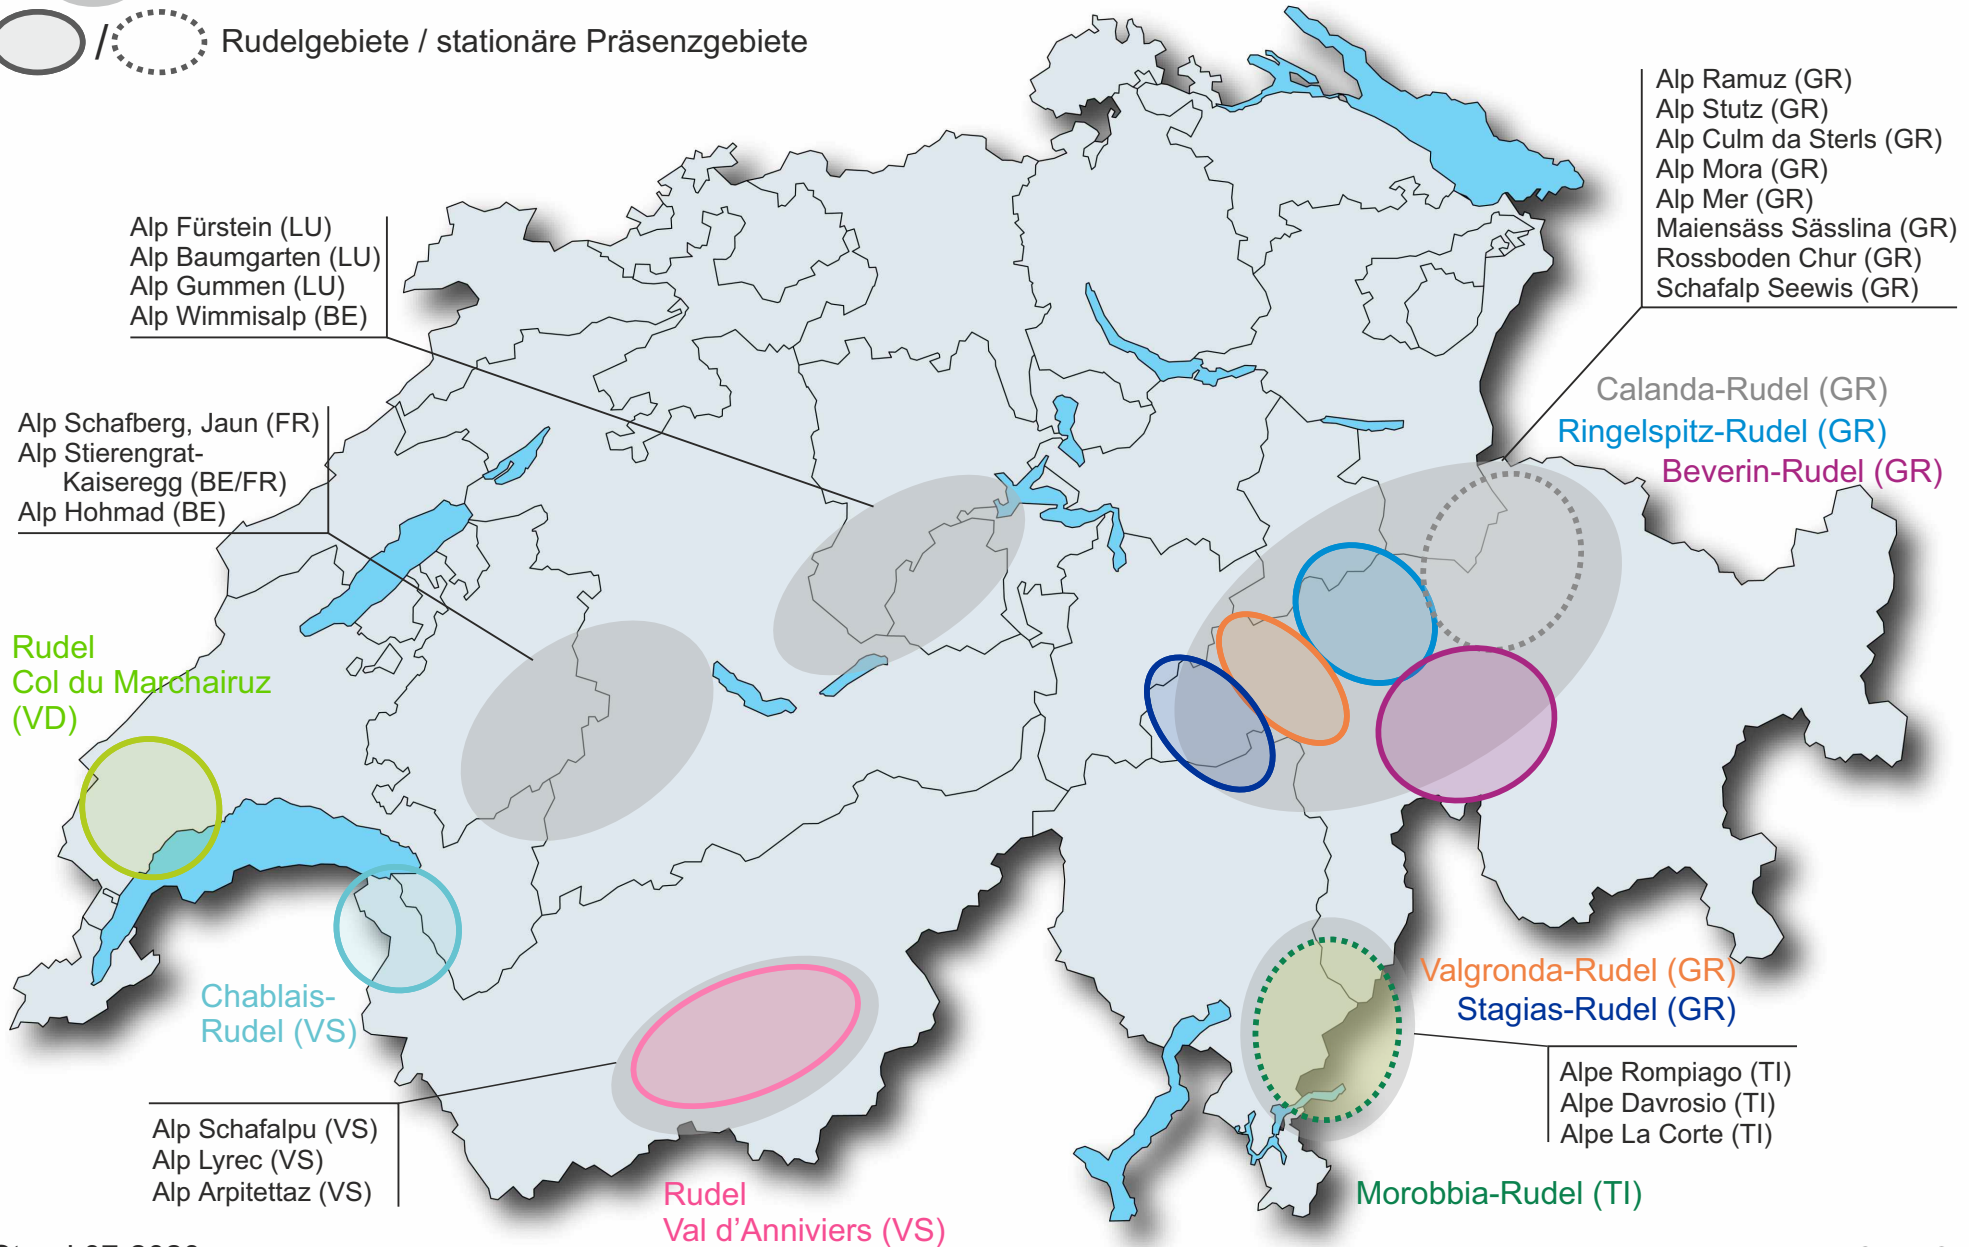 /
Rudelgebiete / stationäre Präsenzgebiete
Alp Ramuz (GR)
Alp Stutz (GR)
Alp Culm da Sterls (GR)
Alp Mora (GR)
Alp Mer (GR)
Maiensäss Sässlina (GR)
Rossboden Chur (GR)
Schafalp Seewis (GR)
Alp Fürstein (LU)
Alp Baumgarten (LU)
Alp Gummen (LU)
Alp Wimmisalp (BE)
Calanda-Rudel (GR)
Ringelspitz-Rudel (GR)
Beverin-Rudel (GR)
Alp Schafberg, Jaun (FR)
Alp Stierengrat-
Kaiseregg (BE/FR)
Alp Hohmad (BE)
Rudel
Col du Marchairuz
(VD)
Chablais-
Rudel (VS)
Valgronda-Rudel (GR)
Stagias-Rudel (GR)
Alpe Rompiago (TI)
Alpe Davrosio (TI)
Alpe La Corte (TI)
Alp Schafalpu (VS)
Alp Lyrec (VS)
Alp Arpitettaz (VS)
Rudel
Val d'Anniviers (VS)
Morobbia-Rudel (TI)